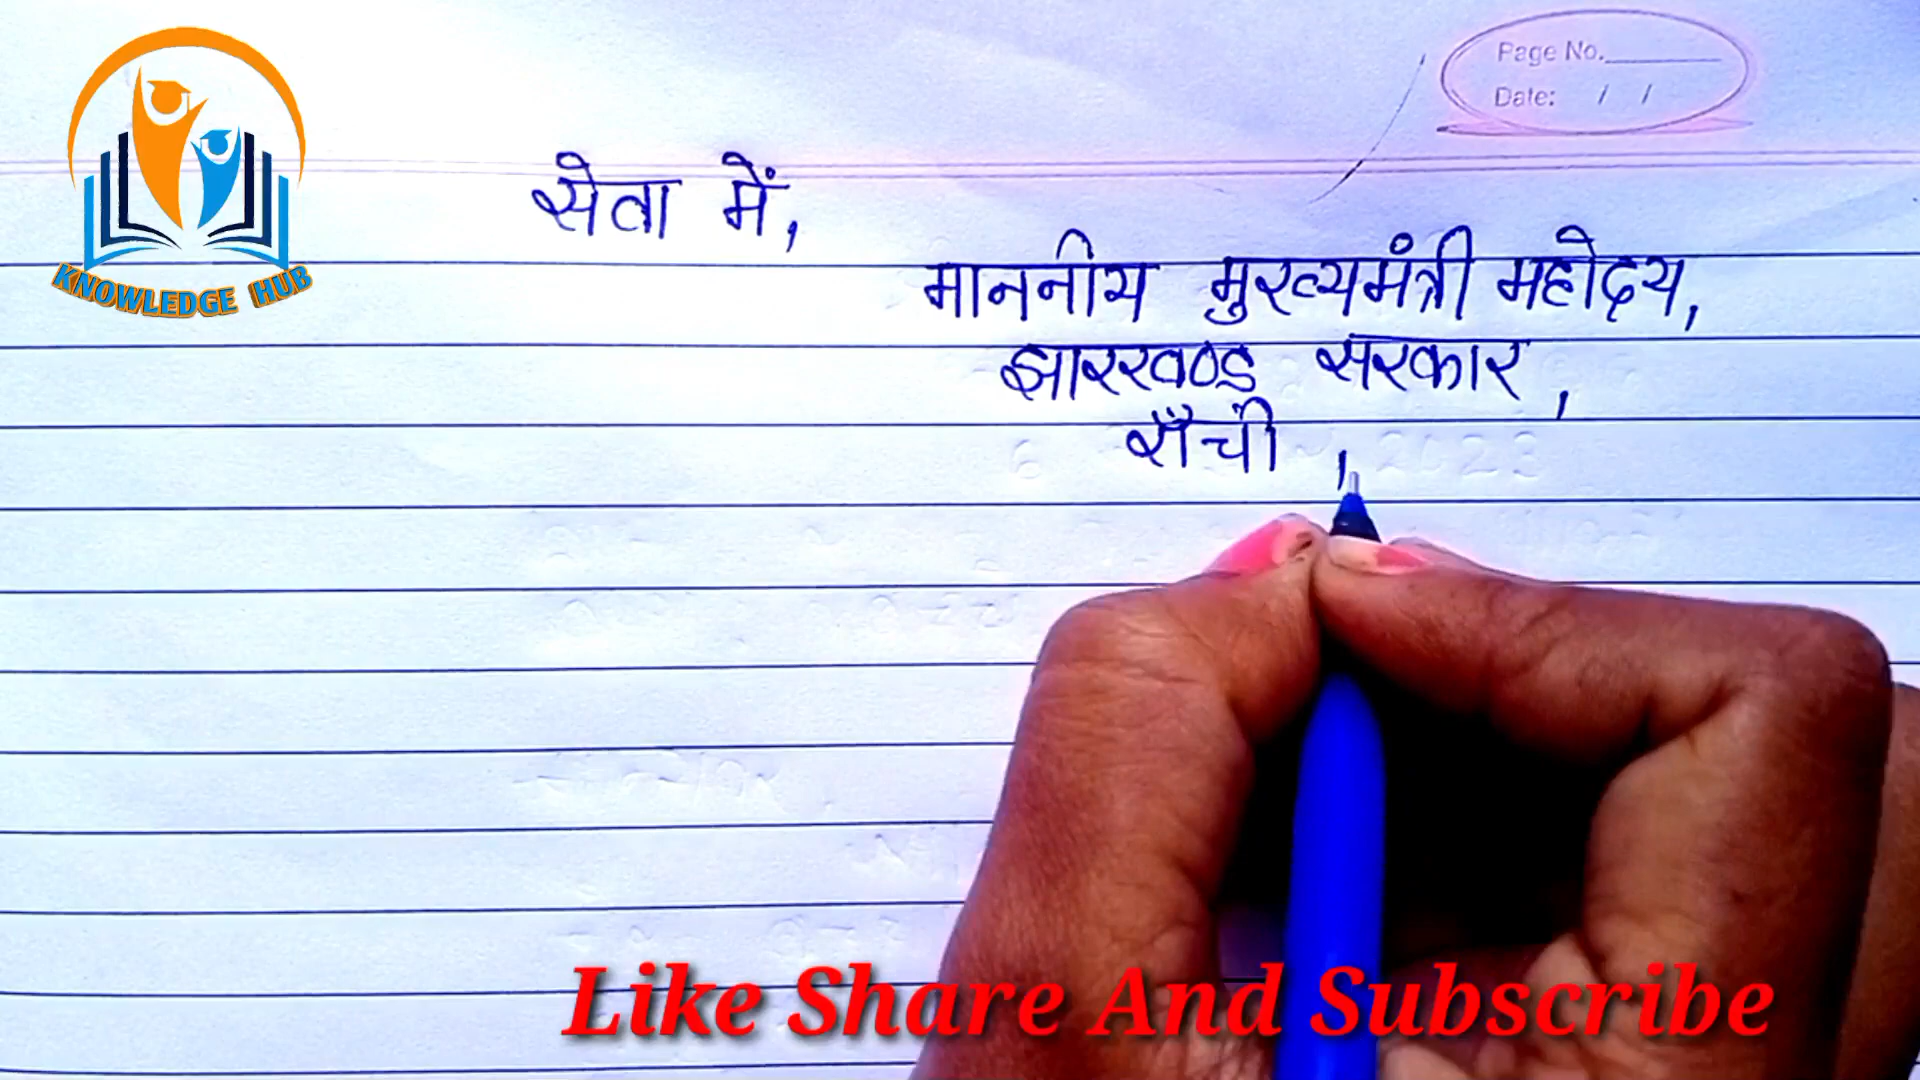 Page No.
Date: / /
सेवा में,
माननीय मुख्यमंत्री महोदय,
झारखण्ड सरकार,
राँची,
KNOWLEDGE HUB
Like Share And Subscribe